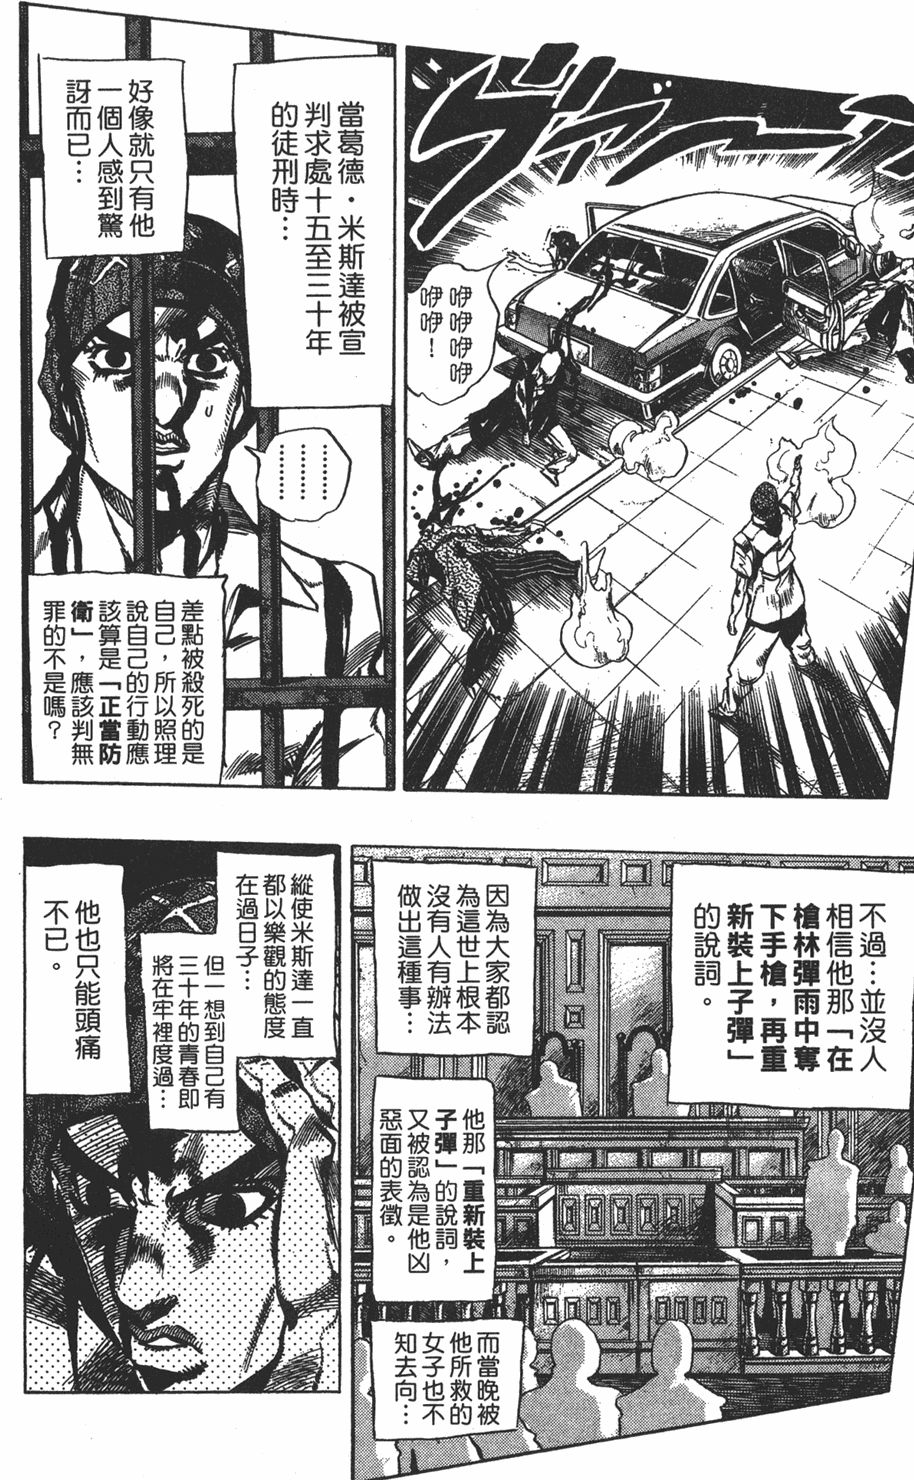 ヴァアーーーー
咿咿咿咿
咿咿！
當葛德・米斯達被宣
判求處十五至三十年
的徒刑時…
好像就只有他
一個人感到驚
訝而已…
………
………
差點被殺死的是
自己，所以照理
說自己的行動應
該算是「正當防
衛」，應該判無
罪的不是嗎？
不過…並沒人
相信他那「在
槍林彈雨中奪
下手槍，再重
新裝上子彈」
的說詞。
因為大家都認
為這世上根本
沒有人有辦法
做出這種事…
他那「重新裝上
子彈」的說詞，
又被認為是他凶
惡面的表徵。
而當晚被
他所救的
女子也不
知去向…
縱使米斯達一直
都以樂觀的態度
在過日子…
但一想到自己有
三十年的青春即
將在牢裡度過…
他也只能頭痛
不已。